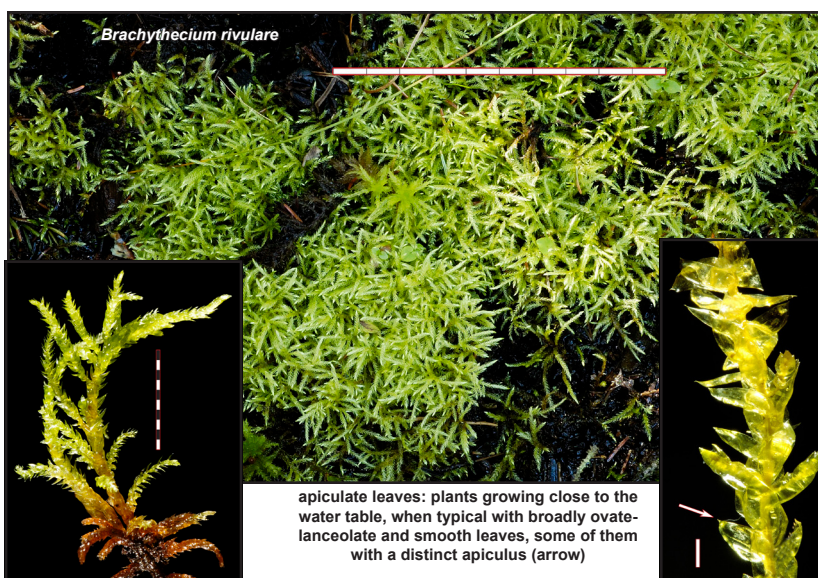 Brachythecium rivulare
apiculate leaves: plants growing close to the
water table, when typical with broadly ovate-
lanceolate and smooth leaves, some of them
with a distinct apiculus (arrow)